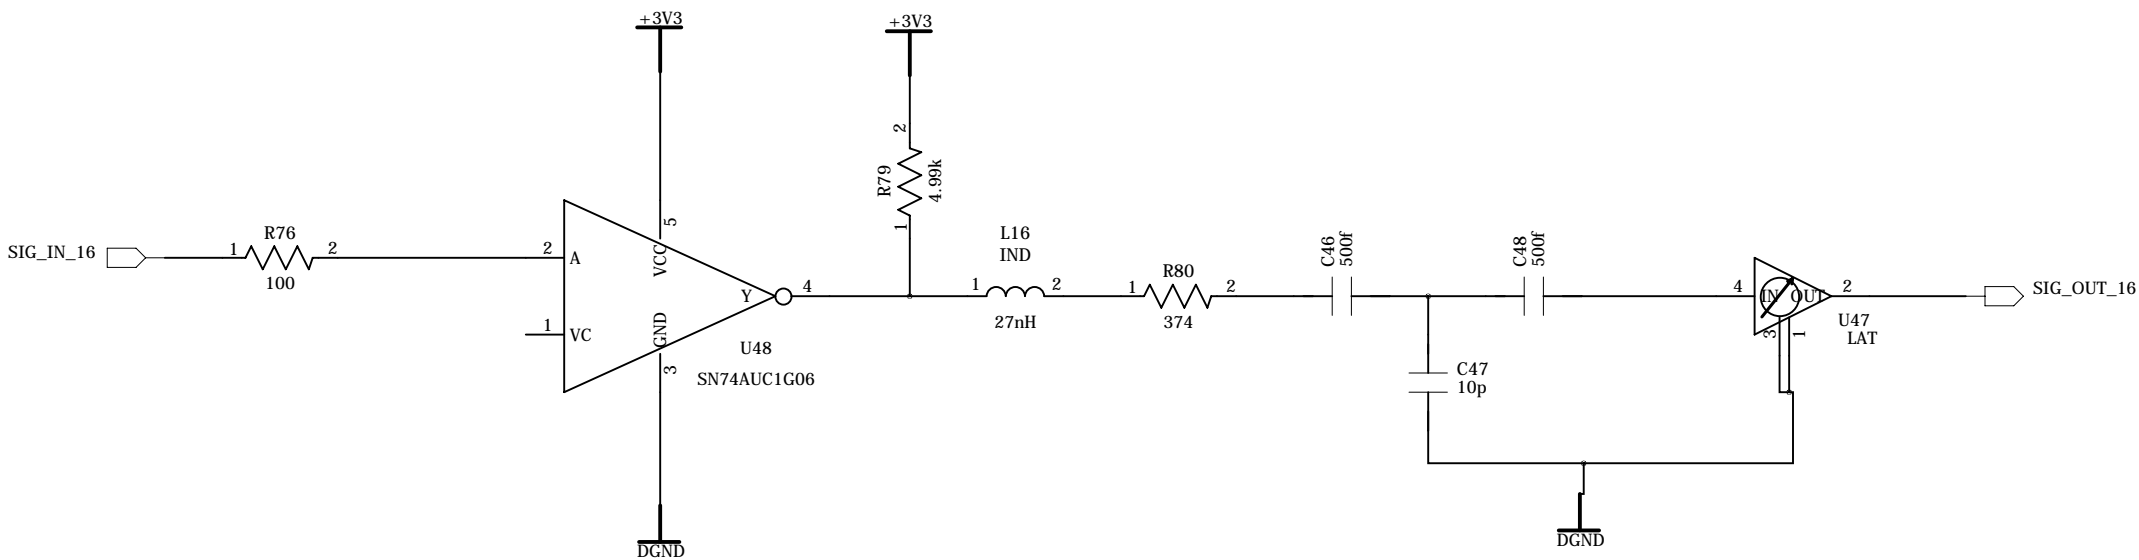 +3V3
+3V3
2
R79
4.99k
1
SIG_IN_16
1
R76
2
100
2
A
5
VCC
Y
4
1
VC
GND
3
U48
SN74AUC1G06
DGND
L16
IND
1
2
27nH
R80
1
2
374
C46
500f
C48
500f
C47
10p
4
IN
OUT
2
3
1
U47
LAT
SIG_OUT_16
DGND